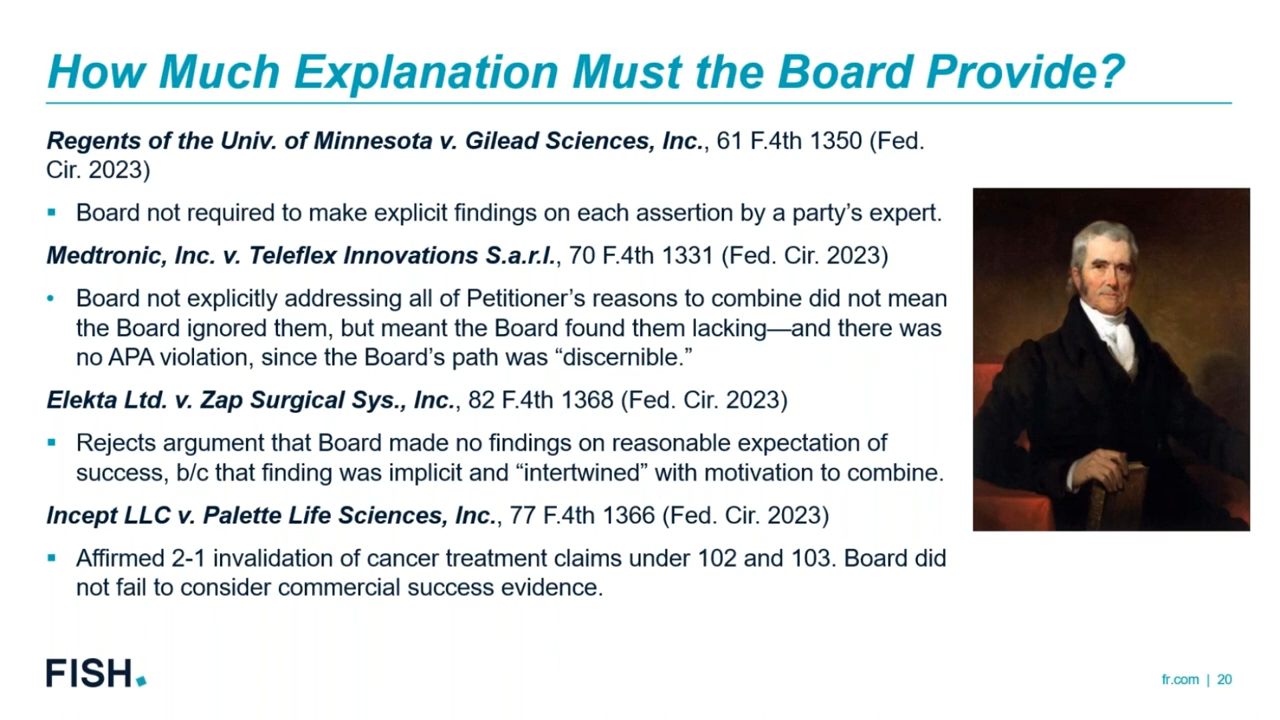 How Much Explanation Must the Board Provide?
Regents of the Univ. of Minnesota v. Gilead Sciences, Inc., 61 F.4th 1350 (Fed.
Cir. 2023)
▪ Board not required to make explicit findings on each assertion by a party’s expert.
Medtronic, Inc. v. Teleflex Innovations S.a.r.l., 70 F.4th 1331 (Fed. Cir. 2023)
• Board not explicitly addressing all of Petitioner’s reasons to combine did not mean
the Board ignored them, but meant the Board found them lacking—and there was
no APA violation, since the Board’s path was “discernible.”
Elekta Ltd. v. Zap Surgical Sys., Inc., 82 F.4th 1368 (Fed. Cir. 2023)
▪ Rejects argument that Board made no findings on reasonable expectation of
success, b/c that finding was implicit and “intertwined” with motivation to combine.
Incept LLC v. Palette Life Sciences, Inc., 77 F.4th 1366 (Fed. Cir. 2023)
▪ Affirmed 2-1 invalidation of cancer treatment claims under 102 and 103. Board did
not fail to consider commercial success evidence.
FISH.
fr.com | 20